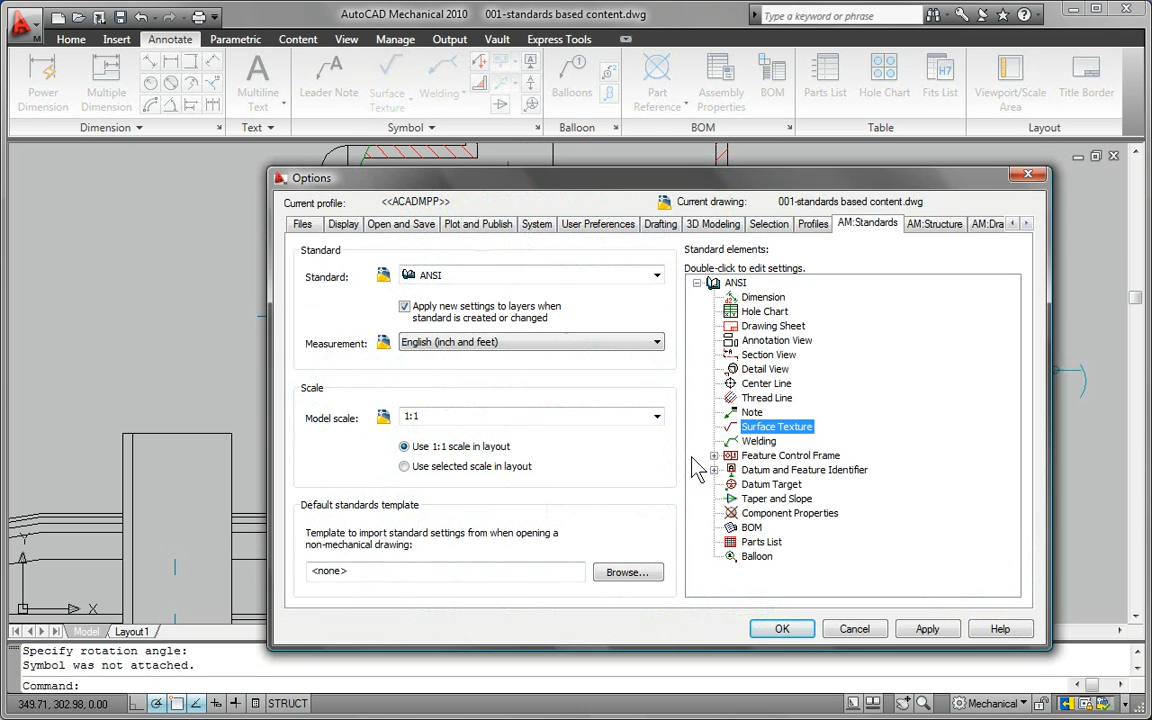 AutoCAD Mechanical 2010 001-standards based content.dwg
Type a keyword or phrase
M
Home Insert Annotate Parametric Content View Manage Output Vault Express Tools
Power Dimension
Multiple Dimension
Multiline Text
Leader Note
Surface Texture
Welding
Balloons
Part Reference
Assembly Properties
BOM
Parts List
Hole Chart
Fits List
Viewport/Scale Area
Title Border
Dimension Text Symbol Balloon BOM Table Layout
Options
Current profile: <<ACADMPP>> Current drawing: 001-standards based content.dwg
Files Display Open and Save Plot and Publish System User Preferences Drafting 3D Modeling Selection Profiles AM:Standards AM:Structure AM:Dra
Standard
Standard: ANSI
Apply new settings to layers when
standard is created or changed
Measurement: English (inch and feet)
Scale
Model scale: 1:1
Use 1:1 scale in layout
Use selected scale in layout
Default standards template
Template to import standard settings from when opening a
non-mechanical drawing:
<none> Browse...
Standard elements:
Double-click to edit settings.
ANSI
Dimension
Hole Chart
Drawing Sheet
Annotation View
Section View
Detail View
Center Line
Thread Line
Note
Surface Texture
Welding
Feature Control Frame
Datum and Feature Identifier
Datum Target
Taper and Slope
Component Properties
BOM
Parts List
Balloon
OK Cancel Apply Help
Y
X
Model Layout1
Specify rotation angle:
Symbol was not attached.
Command:
349.71, 302.98, 0.00 STRUCT Mechanical